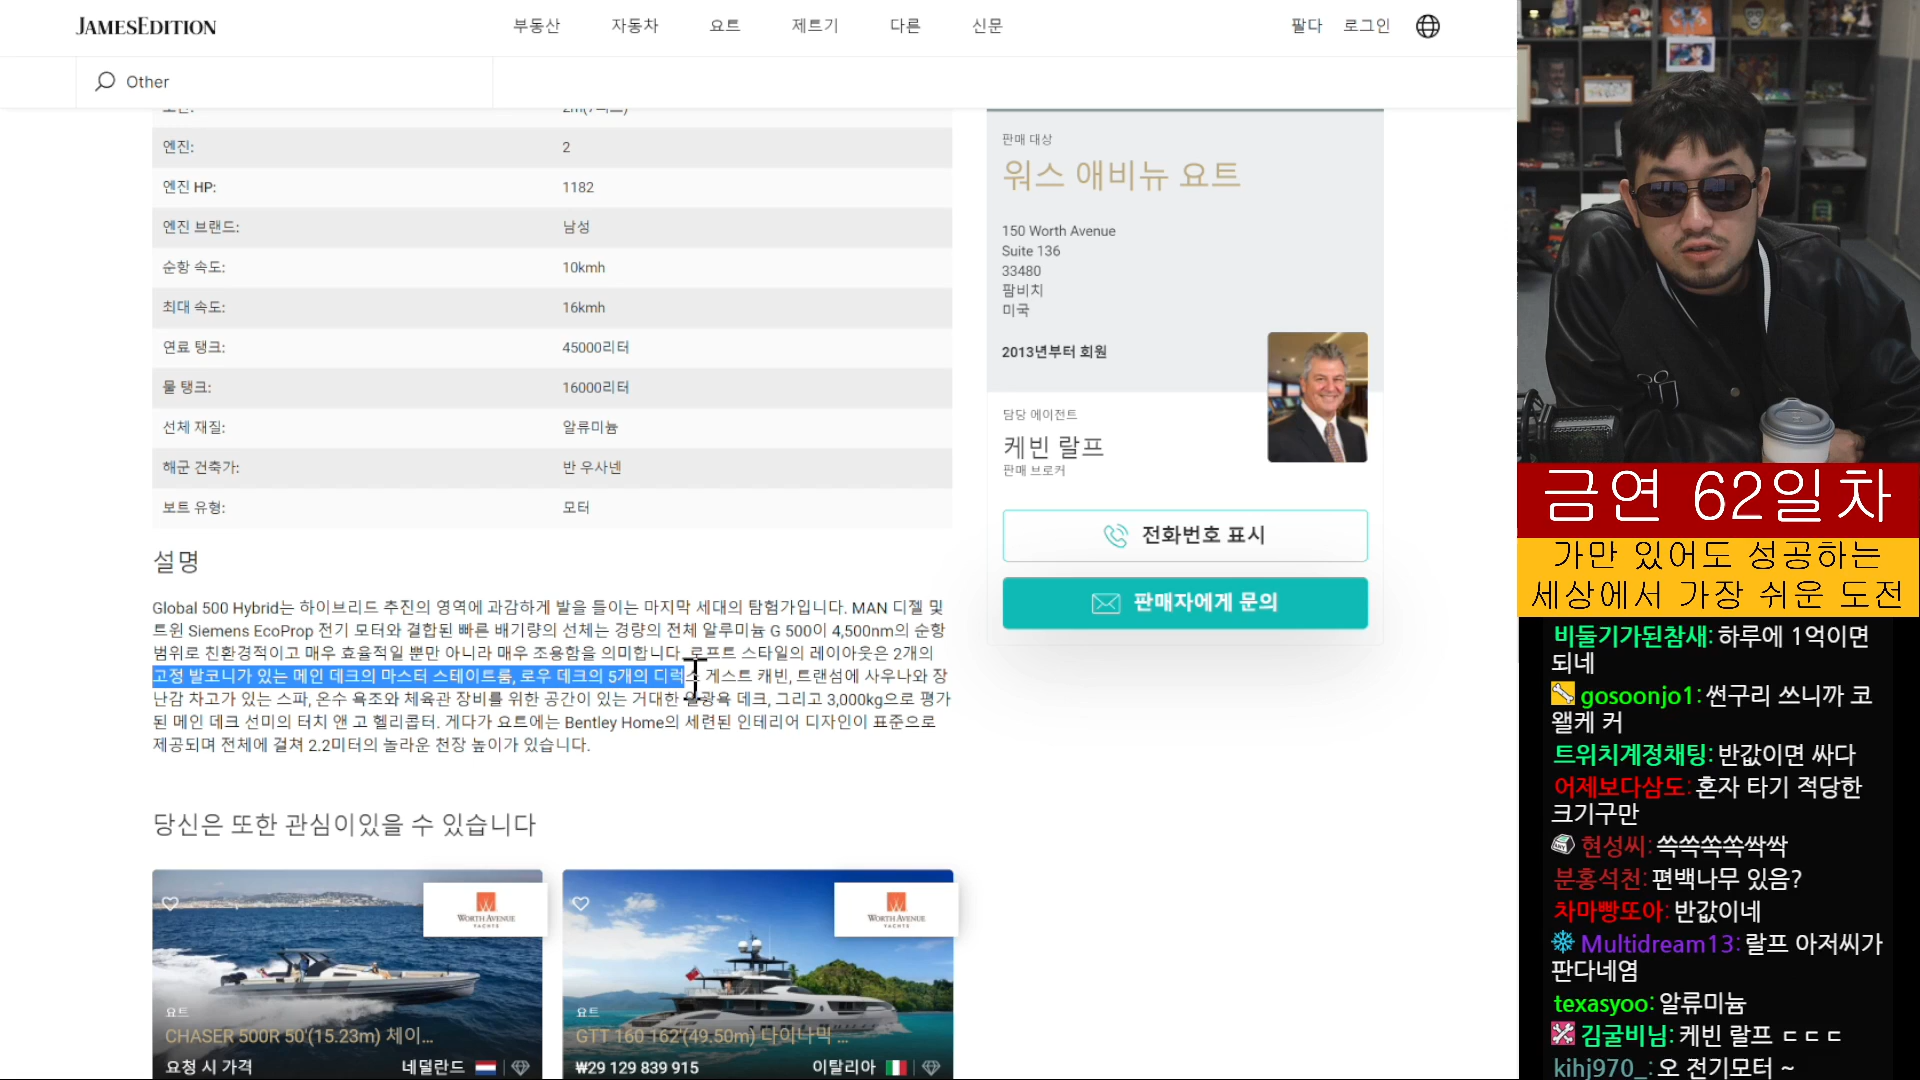 JAMESEDITION
부동산 자동차 요트 제트기 다른 신문
팔다 로그인
Other
엔진: 2
엔진 HP: 1182
엔진 브랜드: 남성
순항 속도: 10kmh
최대 속도: 16kmh
연료 탱크: 45000리터
물 탱크: 16000리터
선체 재질: 알류미늄
해군 건축가: 반 우사넨
보트 유형: 모터
설명
Global 500 Hybrid는 하이브리드 추진의 영역에 과감하게 발을 들이는 마지막 세대의 탐험가입니다. MAN 디젤 및
트윈 Siemens EcoProp 전기 모터와 결합된 빠른 배기량의 선체는 경량의 전체 알루미늄 G 500이 4,500nm의 순항
범위로 친환경적이고 매우 효율적일 뿐만 아니라 매우 조용함을 의미합니다. 로프트 스타일의 레이아웃은 2개의
고정 발코니가 있는 메인 데크의 마스터 스테이트룸, 로우 데크의 5개의 디럭스 게스트 캐빈, 트랜섬에 사우나와 장
난감 차고가 있는 스파, 온수 욕조와 체육관 장비를 위한 공간이 있는 거대한 일광욕 데크, 그리고 3,000kg으로 평가
된 메인 데크 선미의 터치 앤 고 헬리콥터. 게다가 요트에는 Bentley Home의 세련된 인테리어 디자인이 표준으로
제공되며 전체에 걸쳐 2.2미터의 놀라운 천장 높이가 있습니다.
당신은 또한 관심이있을 수 있습니다
WORTH AVENUE
YACHTS
요트
CHASER 500R 50'(15.23m) 체이...
요청 시 가격 네덜란드
WORTH AVENUE
YACHTS
요트
GTT 160 162'(49.50m) 다이나믹 ...
₩29 129 839 915 이탈리아
판매 대상
워스 애비뉴 요트
150 Worth Avenue
Suite 136
33480
팜비치
미국
2013년부터 회원
담당 에이전트
케빈 랄프
판매 브로커
전화번호 표시
판매자에게 문의
금연 62일차
가만 있어도 성공하는
세상에서 가장 쉬운 도전
비둘기가된참새: 하루에 1억이면
되네
gosoonjo1: 썬구리 쓰니까 코
왤케 커
트위치계정채팅: 반값이면 싸다
어제보다삼도: 혼자 타기 적당한
크기구만
현성씨: 쏙쏙쏙쏙싹싹
분홍석천: 편백나무 있음?
차마빵또아: 반값이네
Multidream13: 랄프 아저씨가
판다네염
texasyoo: 알류미늄
김굴비님: 케빈 랄프 ㄷㄷㄷ
kihj970_: 오 전기모터 ~